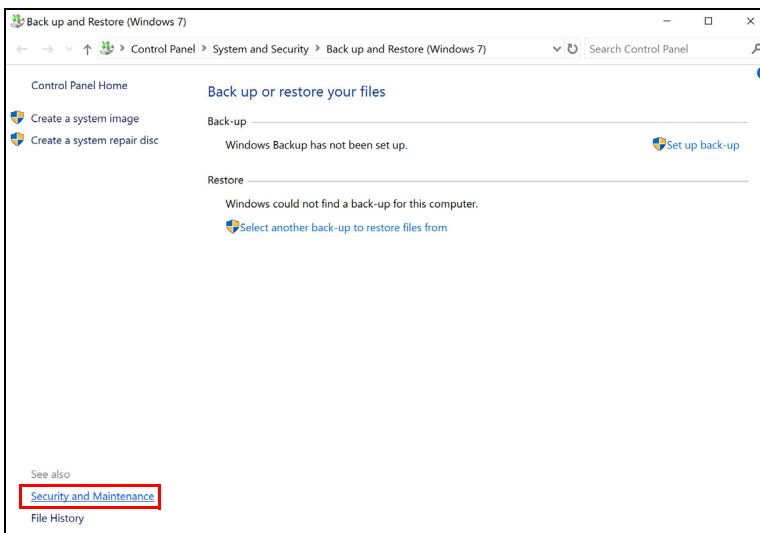 Back up and Restore (Windows 7)
Control Panel > System and Security > Back up and Restore (Windows 7)
Search Control Panel
Control Panel Home
Create a system image
Create a system repair disc
Back up or restore your files
Back-up
Windows Backup has not been set up.
Set up back-up
Restore
Windows could not find a back-up for this computer.
Select another back-up to restore files from
See also
Security and Maintenance
File History